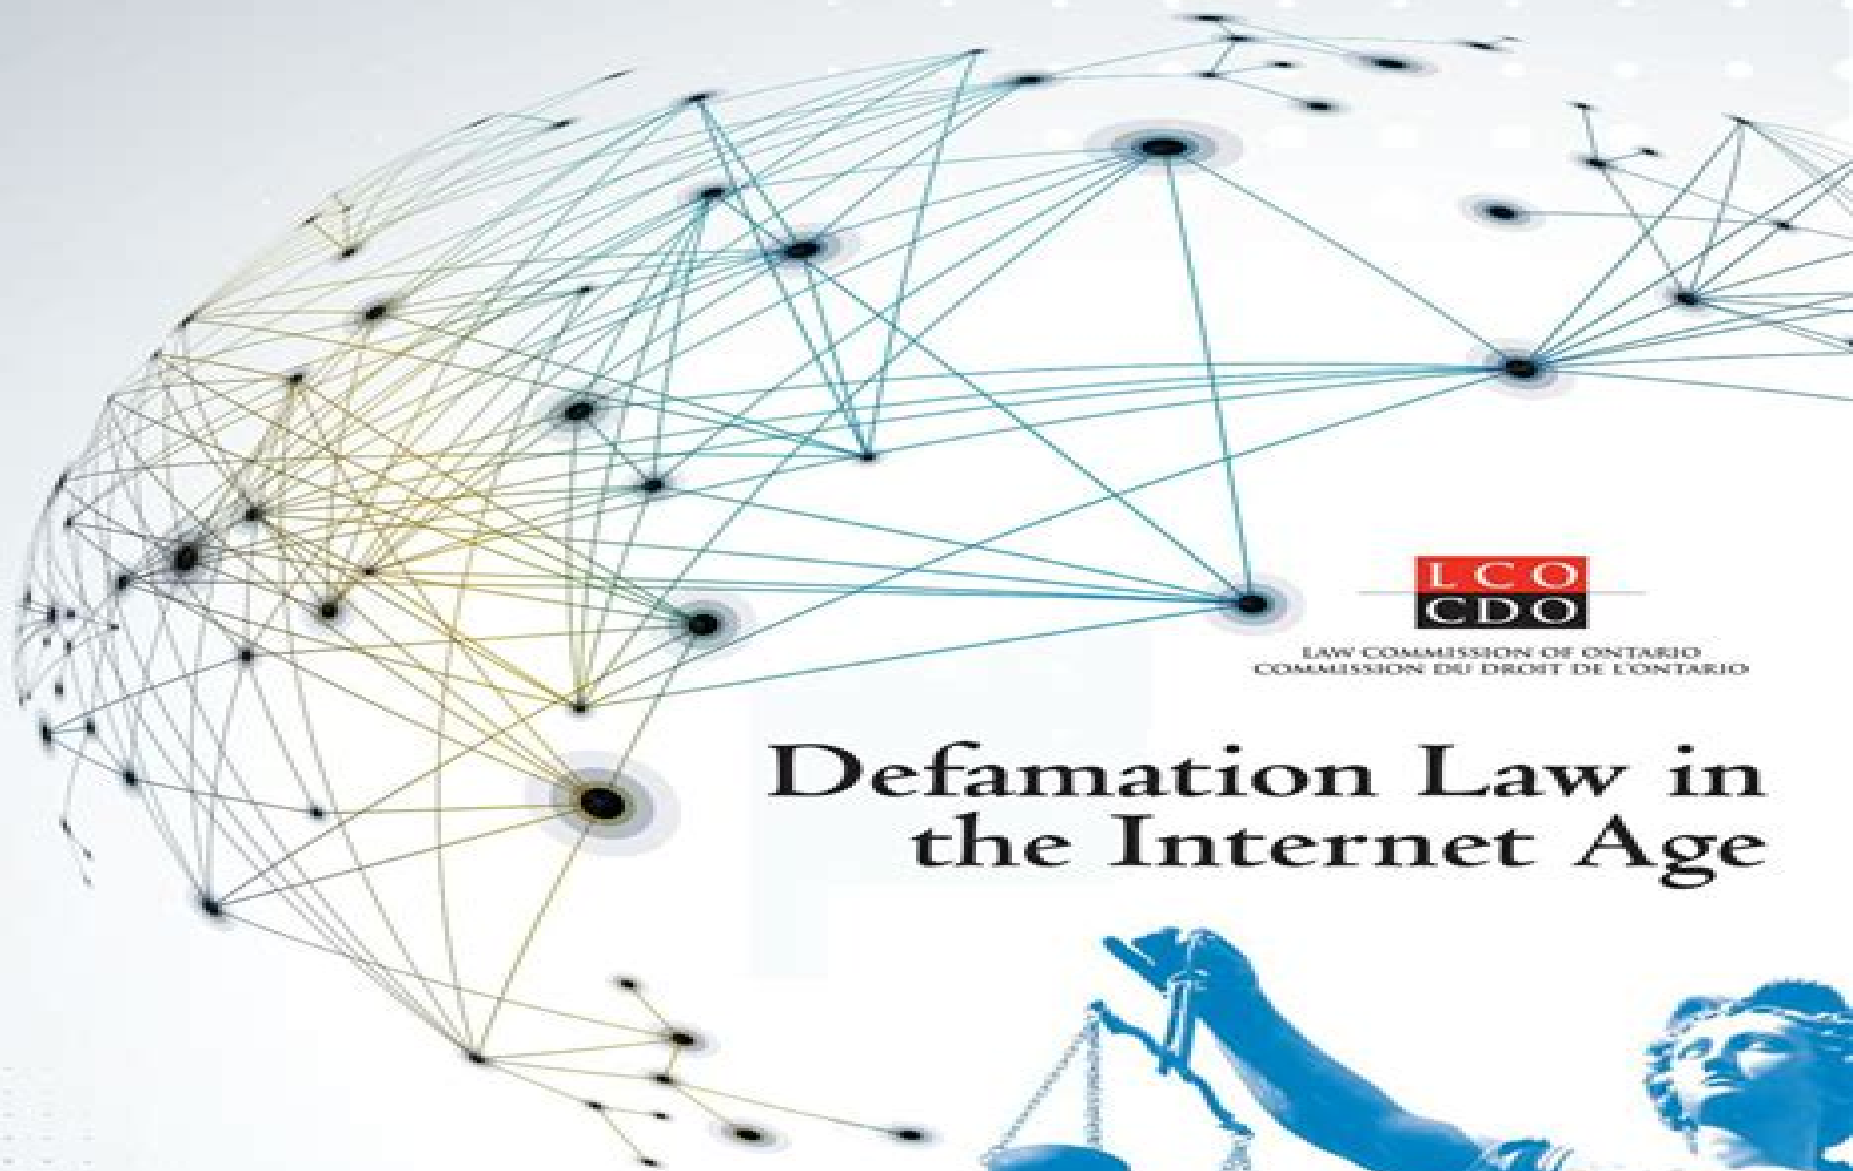 LCO
CDO
LAW COMMISSION OF ONTARIO
COMMISSION DU DROIT DE L'ONTARIO
Defamation Law in
the Internet Age